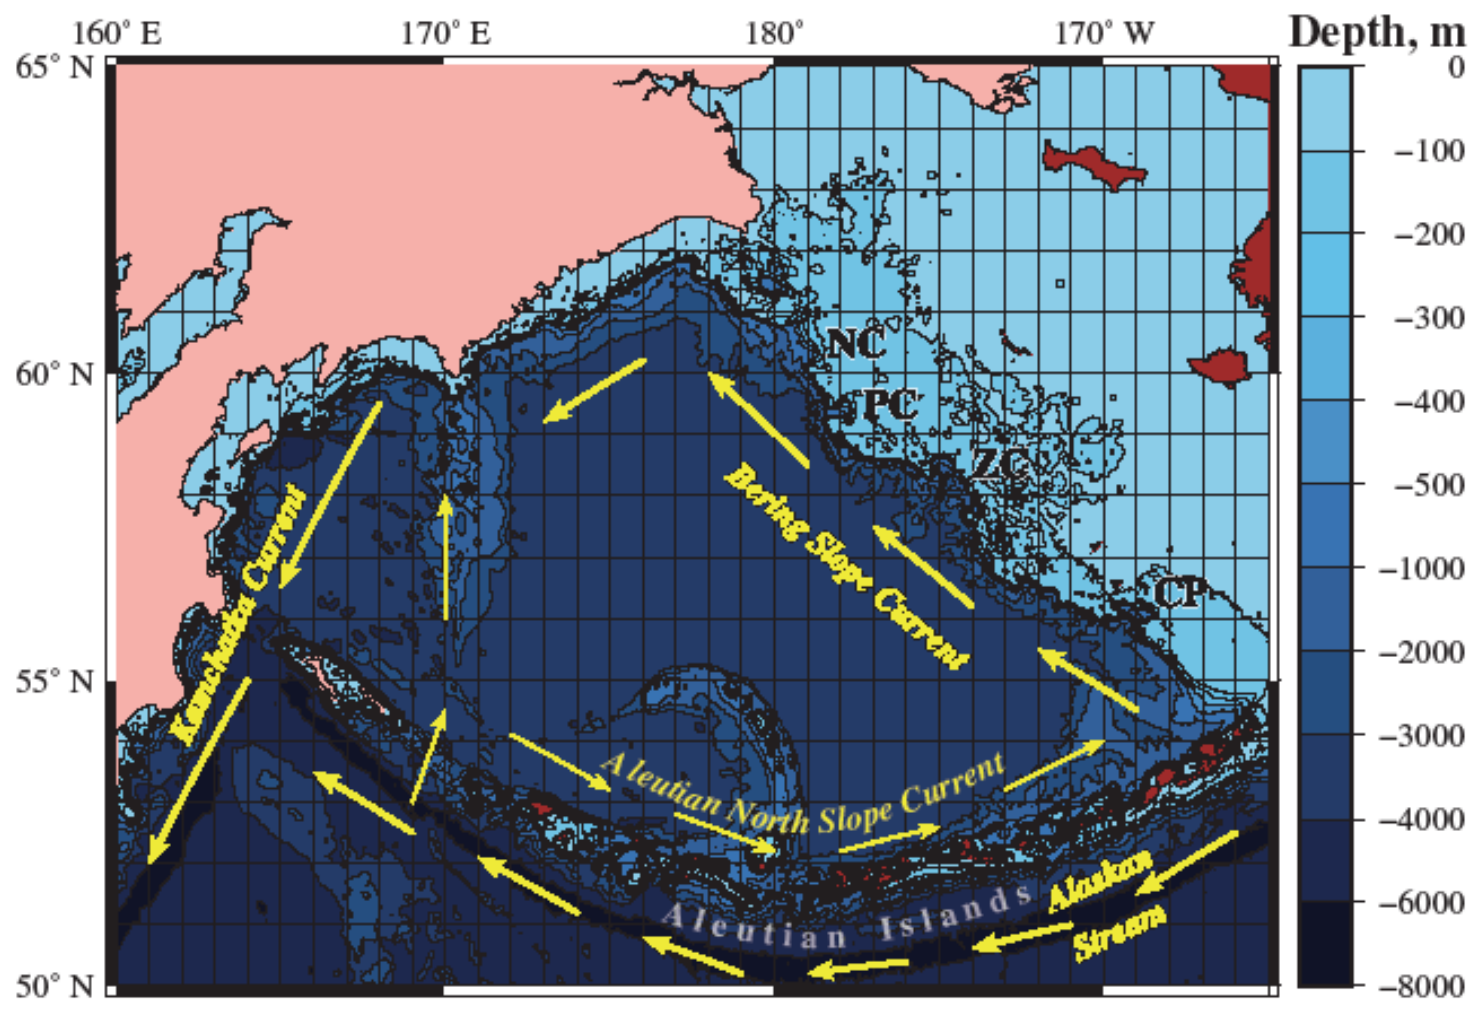 160° E
170° E
180°
170° W
Depth, m
65° N
60° N
55° N
50° N
0
−100
−200
−300
−400
−500
−1000
−2000
−3000
−4000
−6000
−8000
NC
PC
ZC
CP
Bering Slope Current
Kamchatka Current
Aleutian North Slope Current
Aleutian Islands
Alaskan
Stream